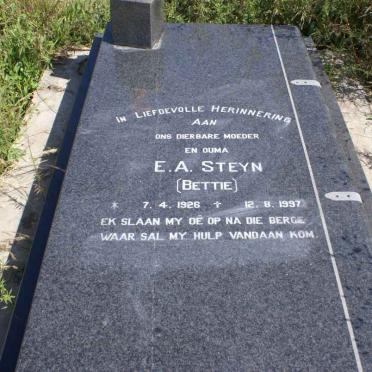 IN LIEFDEVOLLE HERINNERING
AAN
ONS DIERBARE MOEDER
EN OUMA
E.A. STEYN
(BETTIE)
* 7.4.1926 + 12.8.1997
EK SLAAN MY OË OP NA DIE BERGE
WAAR SAL MY HULP VANDAAN KOM.